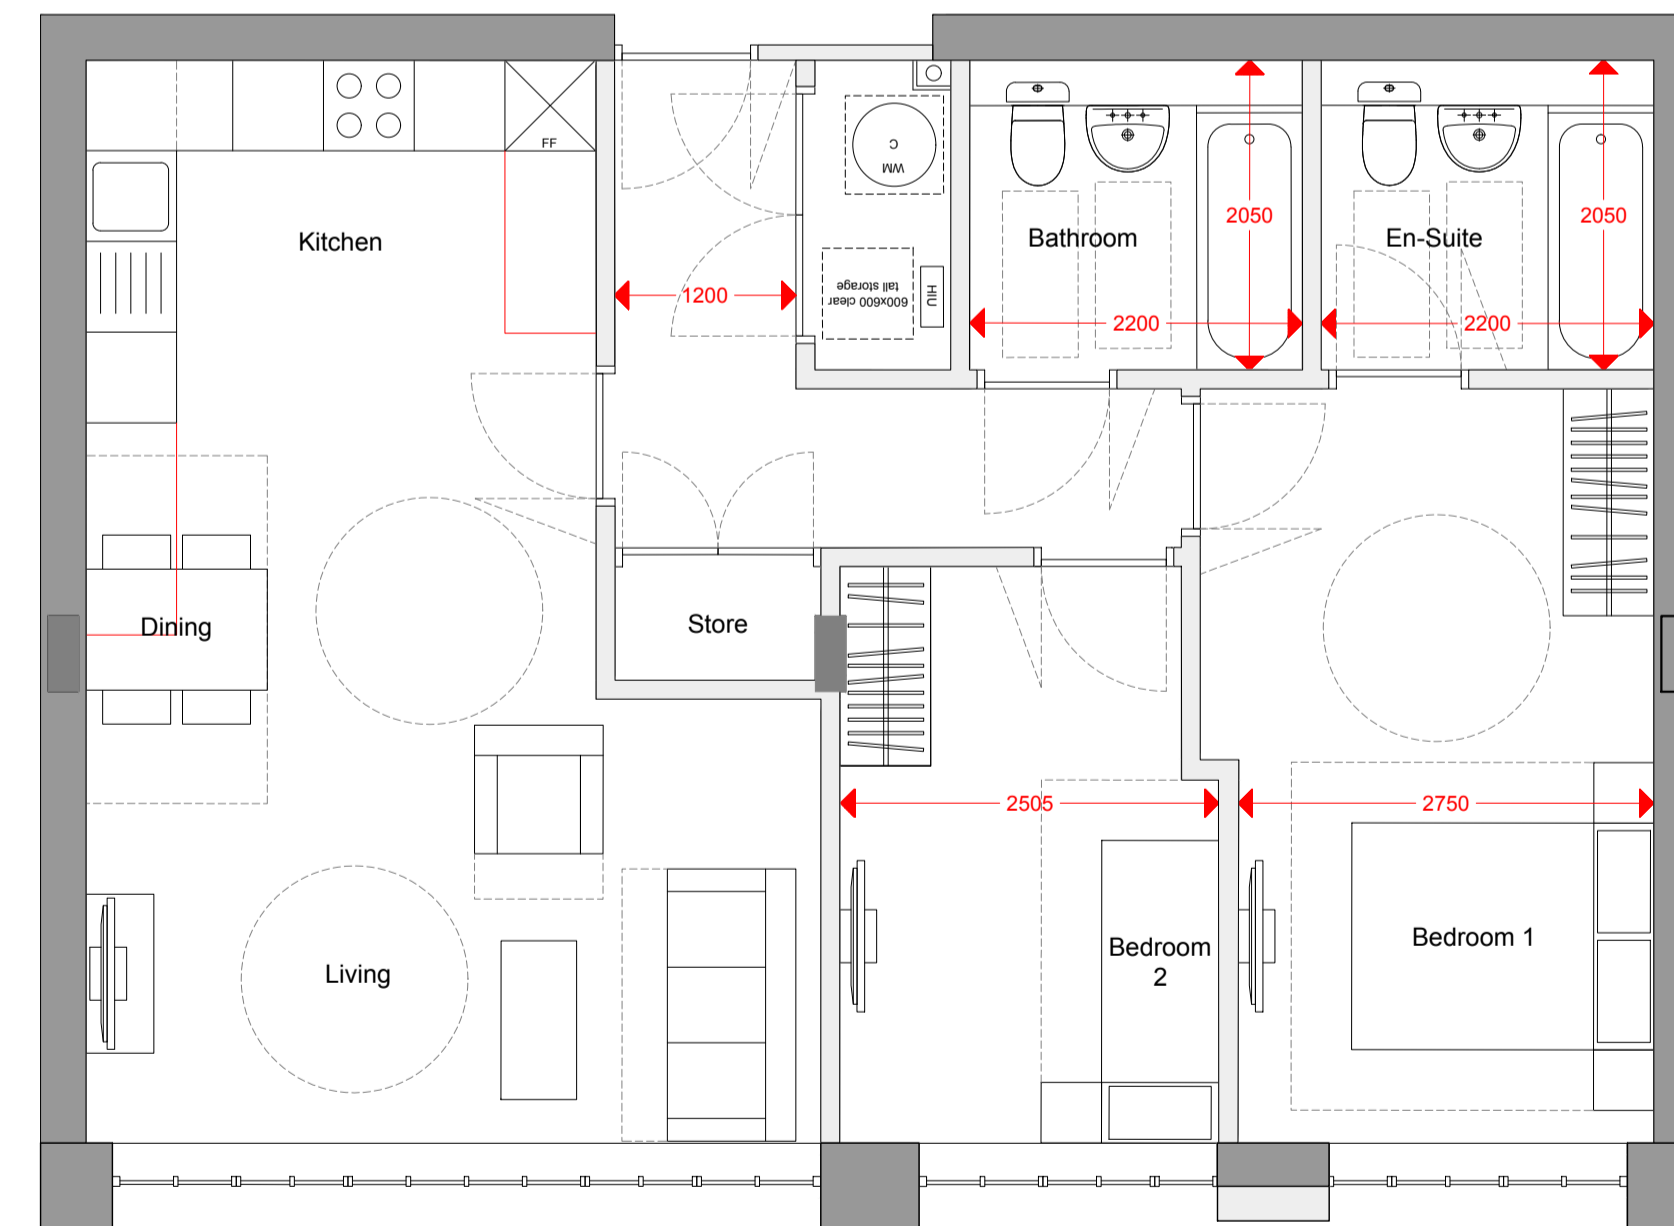 FF
C
WM
Kitchen
Bathroom
2050
En-Suite
2050
1200
600x600 clear
tall storage
HIU
2200
2200
Dining
Store
2505
2750
Bedroom
2
Bedroom 1
Living